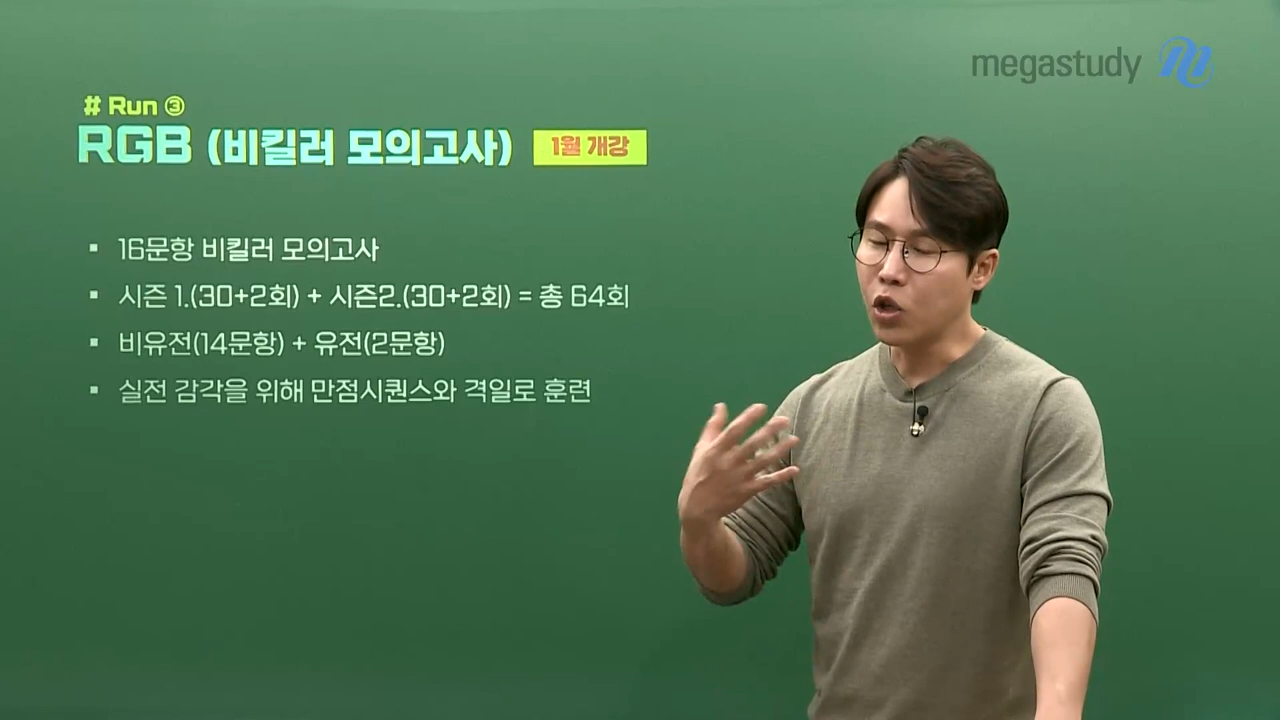 megastudy
# Run ③
RGB (비킬러 모의고사) 1월 개강
▪ 16문항 비킬러 모의고사
▪ 시즌 1.(30+2회) + 시즌2.(30+2회) = 총 64회
▪ 비유전(14문항) + 유전(2문항)
▪ 실전 감각을 위해 만점시퀀스와 격일로 훈련